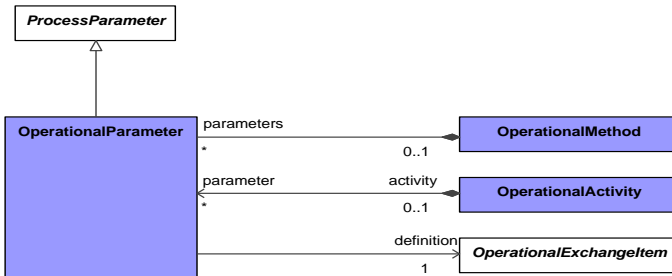 ProcessParameter
OperationalParameter
parameters
OperationalMethod
*
0..1
parameter
activity
OperationalActivity
*
0..1
definition
OperationalExchangeItem
1